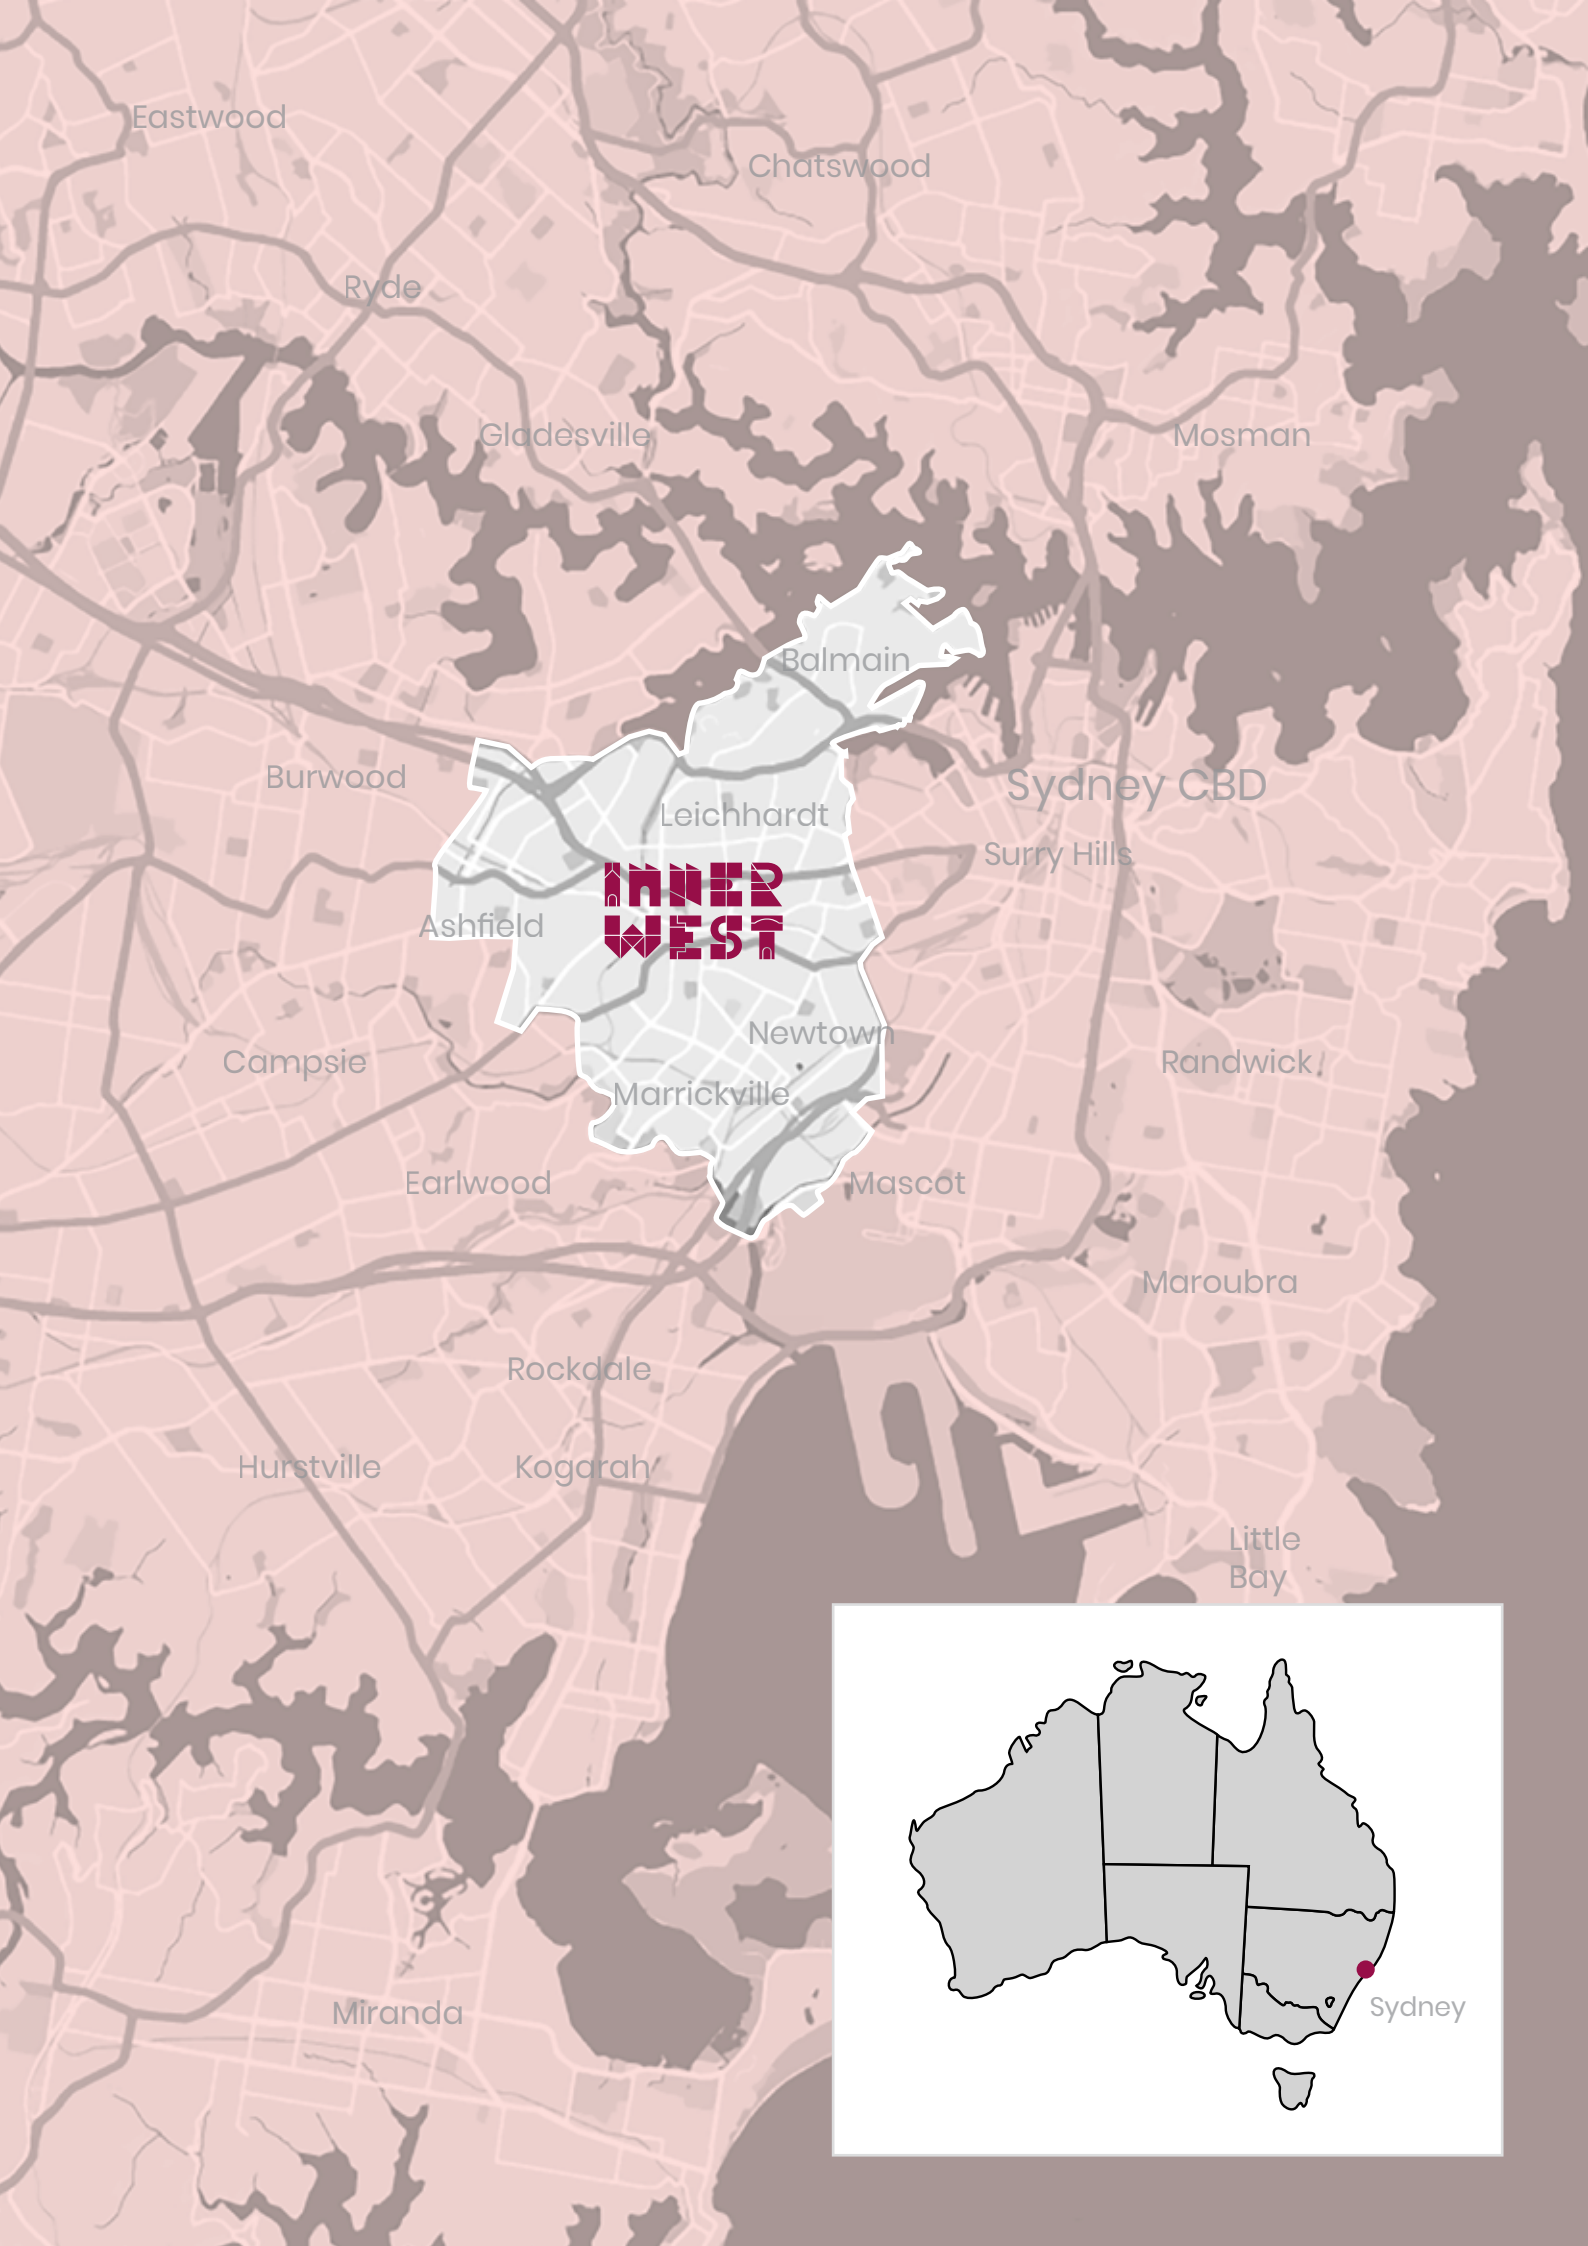 Eastwood
Chatswood
Ryde
Gladesville
Mosman
Balmain
Burwood
Sydney CBD
Leichhardt
Surry Hills
INNER
WEST
Ashfield
Newtown
Campsie
Randwick
Marrickville
Earlwood
Mascot
Maroubra
Rockdale
Hurstville
Kogarah
Little
Bay
Sydney
Miranda